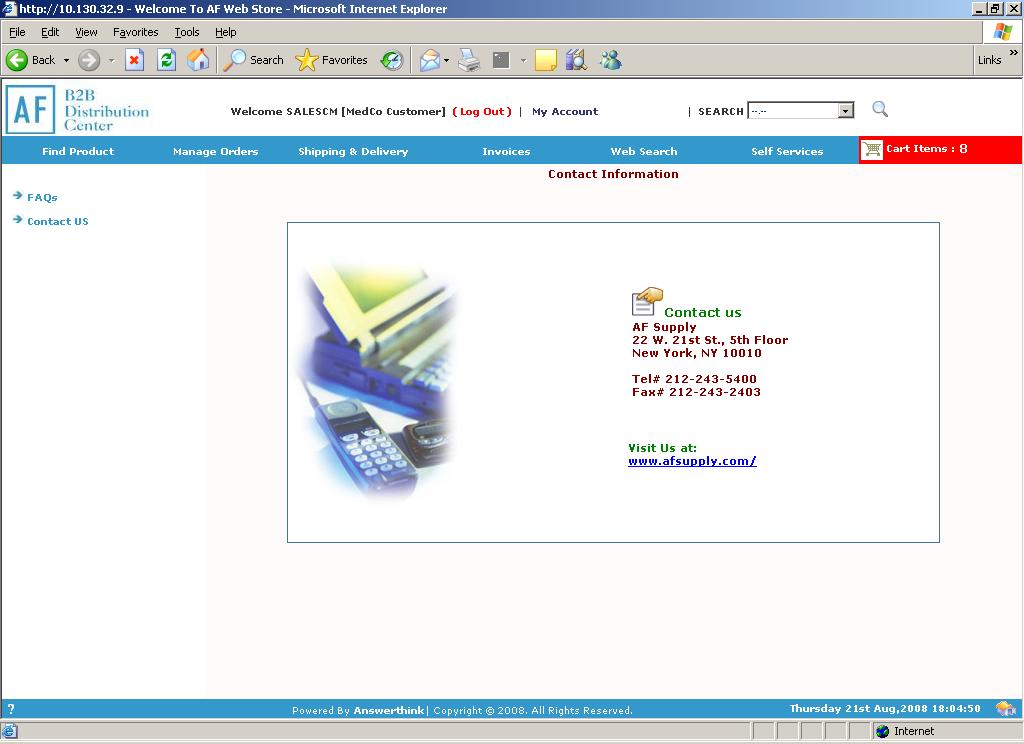 http://10.130.32.9 - Welcome To AF Web Store - Microsoft Internet Explorer
File Edit View Favorites Tools Help
Back Search Favorites Links »
AF B2B
Distribution
Center
Welcome SALESCM [MedCo Customer] ( Log Out ) | My Account | SEARCH --.--
Find Product Manage Orders Shipping & Delivery Invoices Web Search Self Services Cart Items : 8
Contact Information
FAQs
Contact US
Contact us
AF Supply
22 W. 21st St., 5th Floor
New York, NY 10010
Tel# 212-243-5400
Fax# 212-243-2403
Visit Us at:
www.afsupply.com/
? Powered By Answerthink | Copyright © 2008. All Rights Reserved. Thursday 21st Aug,2008 18:04:50
Internet